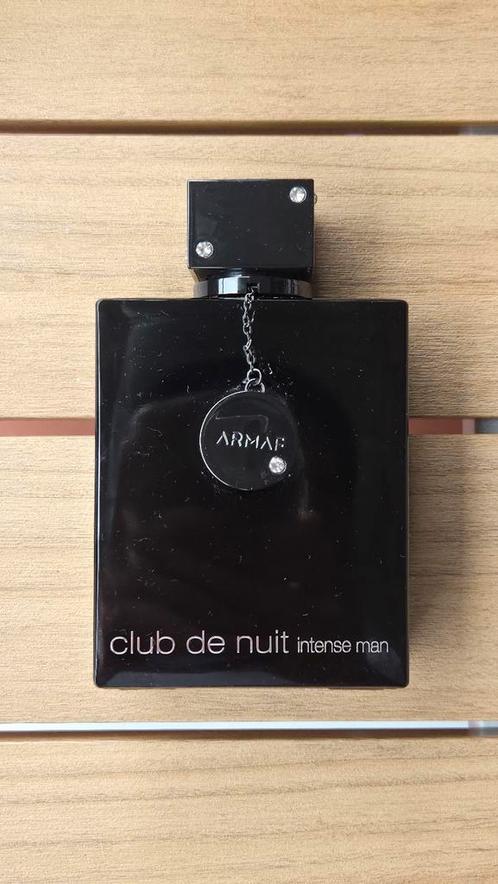 ARMAF
club de nuit intense man